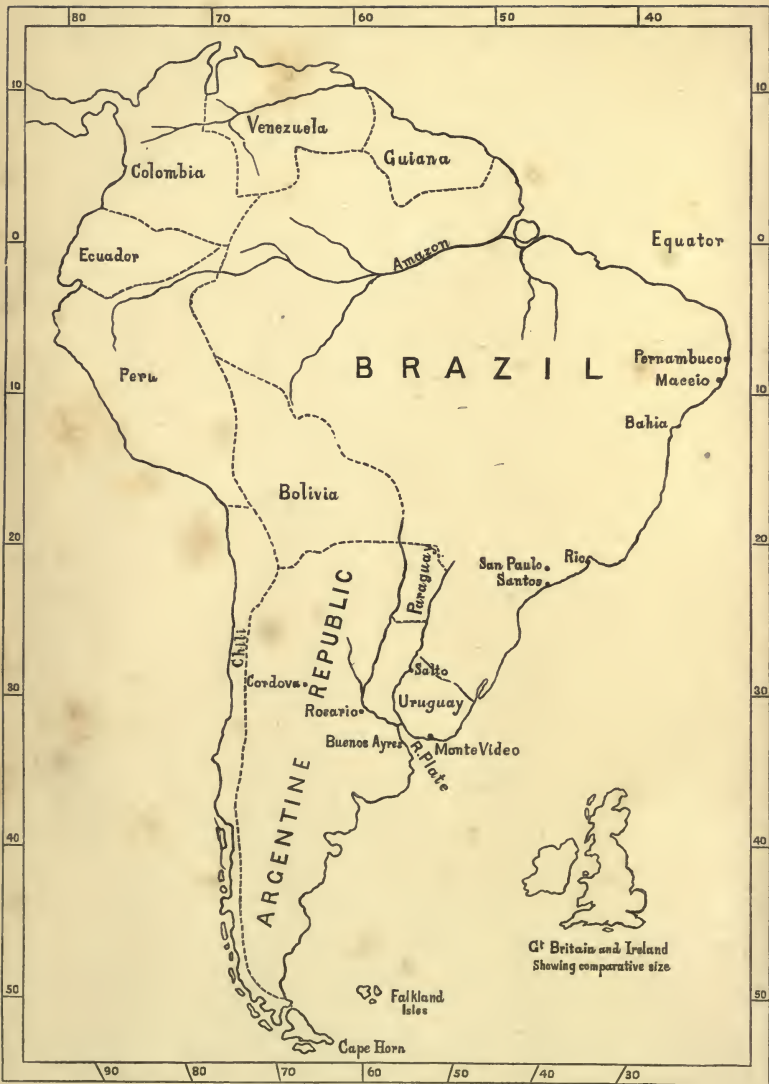 80 70 60 50 40
10 10
Venezuela
Guiana
Colombia
0 Equator 0
Amazon
Ecuador
BRAZIL
Pernambuco
Peru
Maceio
10 10
Bahia
Bolivia
20 20
San Paulo
Rio
Santos
Paraguay
Chili
REPUBLIC
Salto
Cordova
30 30
Uruguay
Rosario
Buenos Ayres
Monte Video
R. Plate
ARGENTINE
40 40
Gt Britain and Ireland
Showing comparative size
50 50
Falkland
Isles
Cape Horn
90 80 70 60 50 40 30